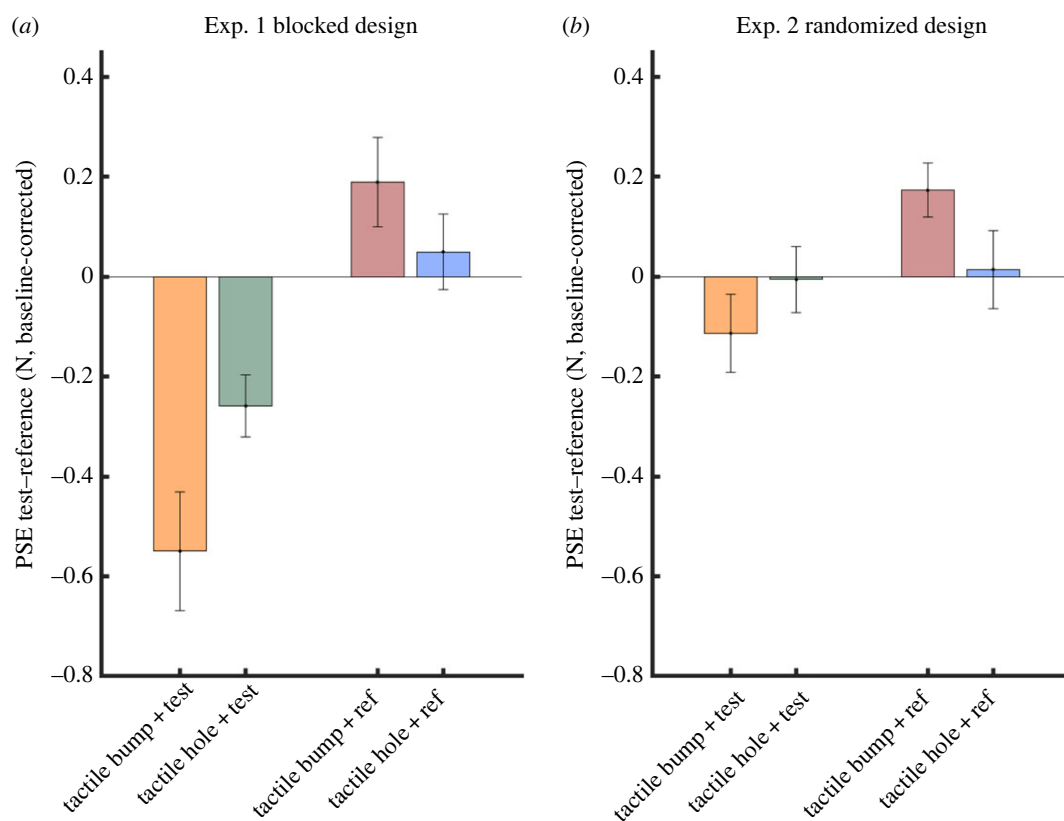 (a) Exp. 1 blocked design
PSE test–reference (N, baseline-corrected)
0.4
0.2
0
–0.2
–0.4
–0.6
–0.8
tactile bump + test
tactile hole + test
tactile bump + ref
tactile hole + ref
(b) Exp. 2 randomized design
PSE test–reference (N, baseline-corrected)
0.4
0.2
0
–0.2
–0.4
–0.6
–0.8
tactile bump + test
tactile hole + test
tactile bump + ref
tactile hole + ref